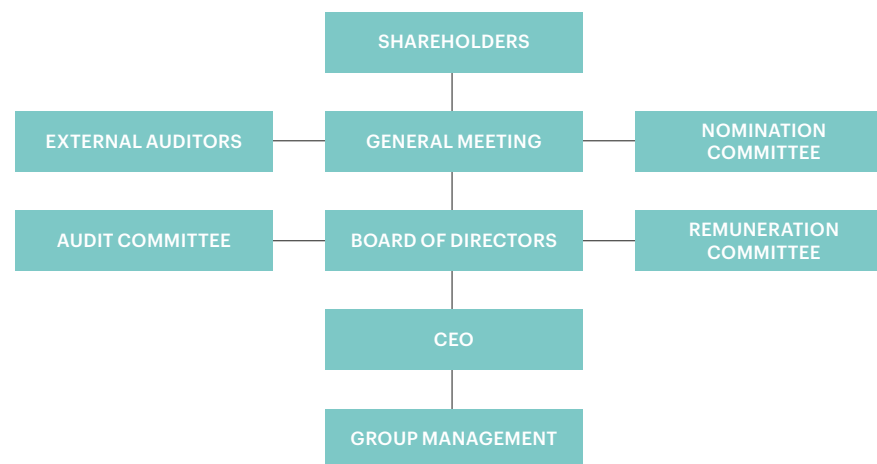 SHAREHOLDERS
EXTERNAL AUDITORS
GENERAL MEETING
NOMINATION
COMMITTEE
AUDIT COMMITTEE
BOARD OF DIRECTORS
REMUNERATION
COMMITTEE
CEO
GROUP MANAGEMENT